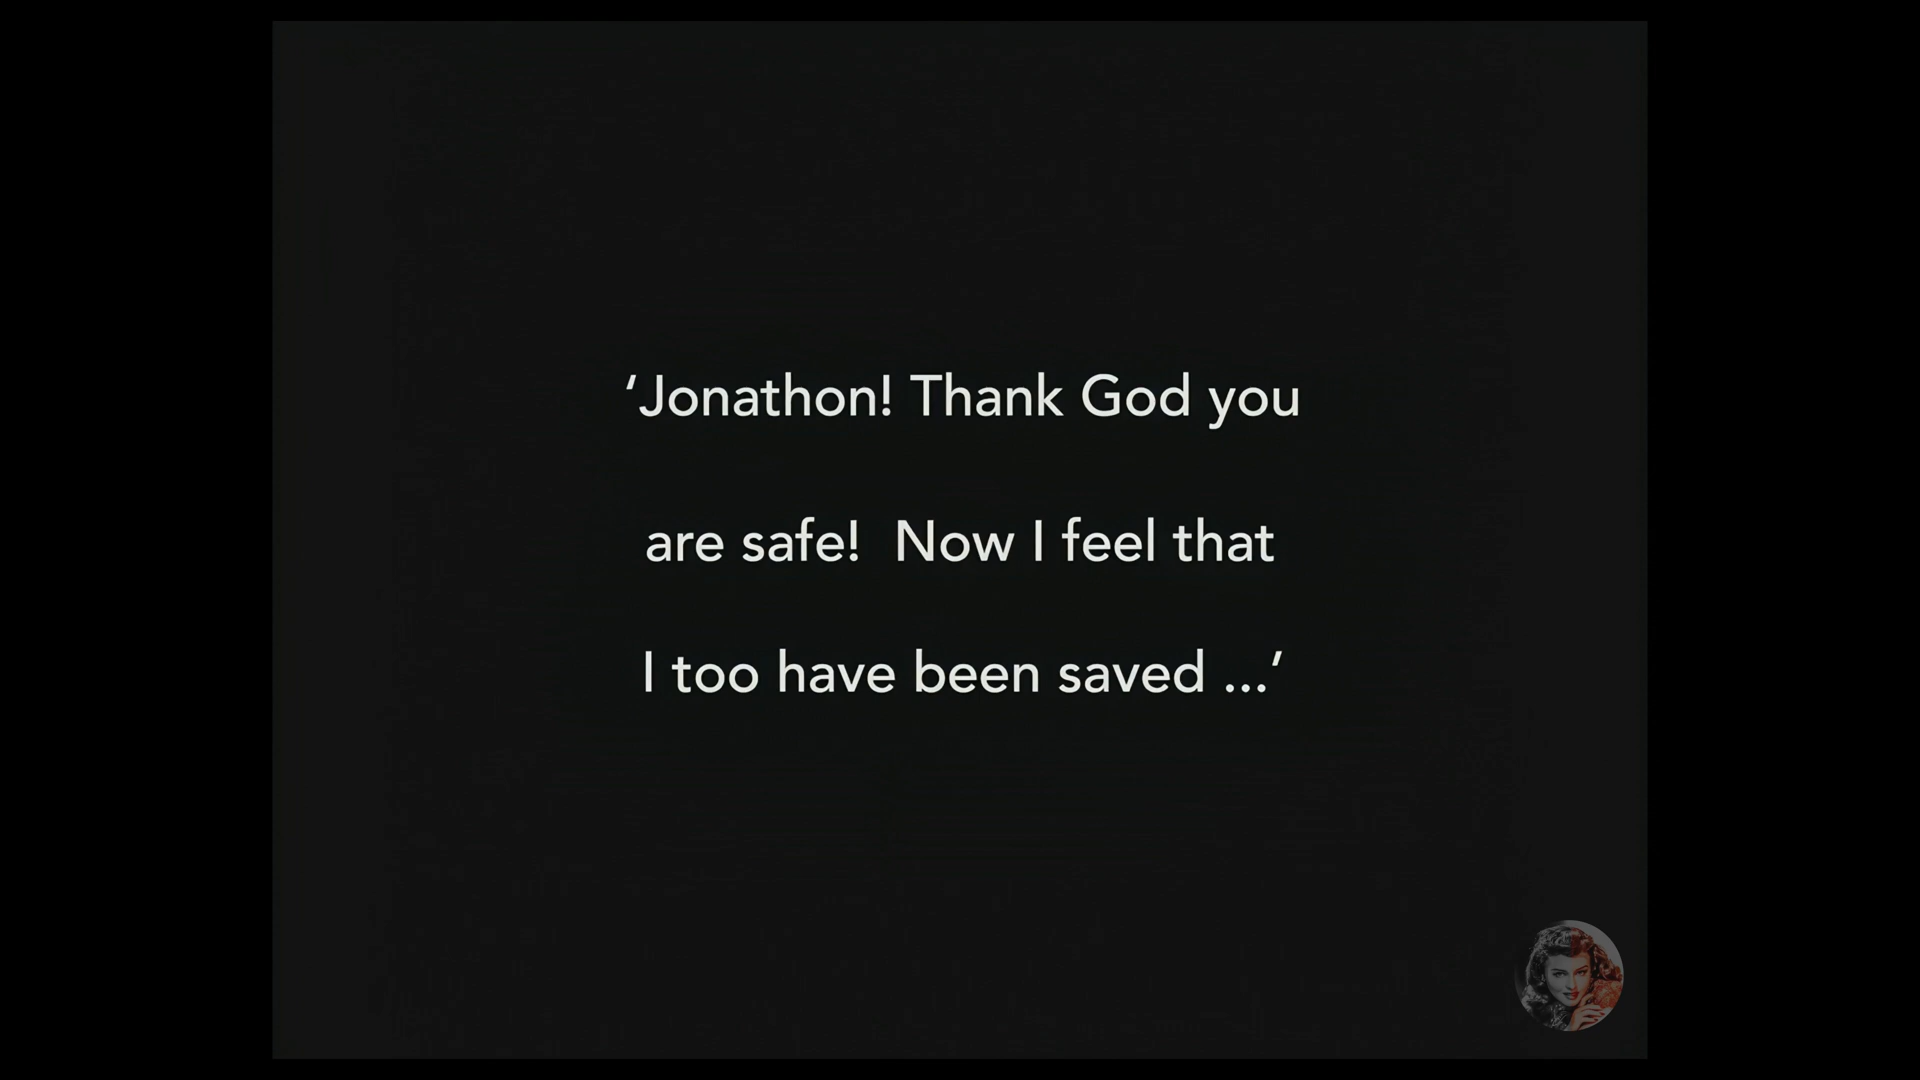 ‘Jonathon! Thank God you
are safe!  Now I feel that
I too have been saved ...’